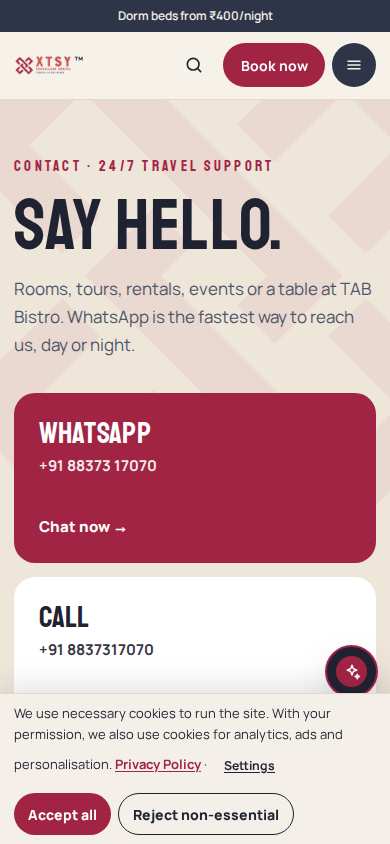 Dorm beds from ₹400/night
XTSY™
Book now
CONTACT · 24/7 TRAVEL SUPPORT
SAY HELLO.
Rooms, tours, rentals, events or a table at TAB
Bistro. WhatsApp is the fastest way to reach
us, day or night.
WHATSAPP
+91 88373 17070
Chat now →
CALL
+91 8837317070
We use necessary cookies to run the site. With your
permission, we also use cookies for analytics, ads and
personalisation. Privacy Policy · Settings
Accept all
Reject non-essential